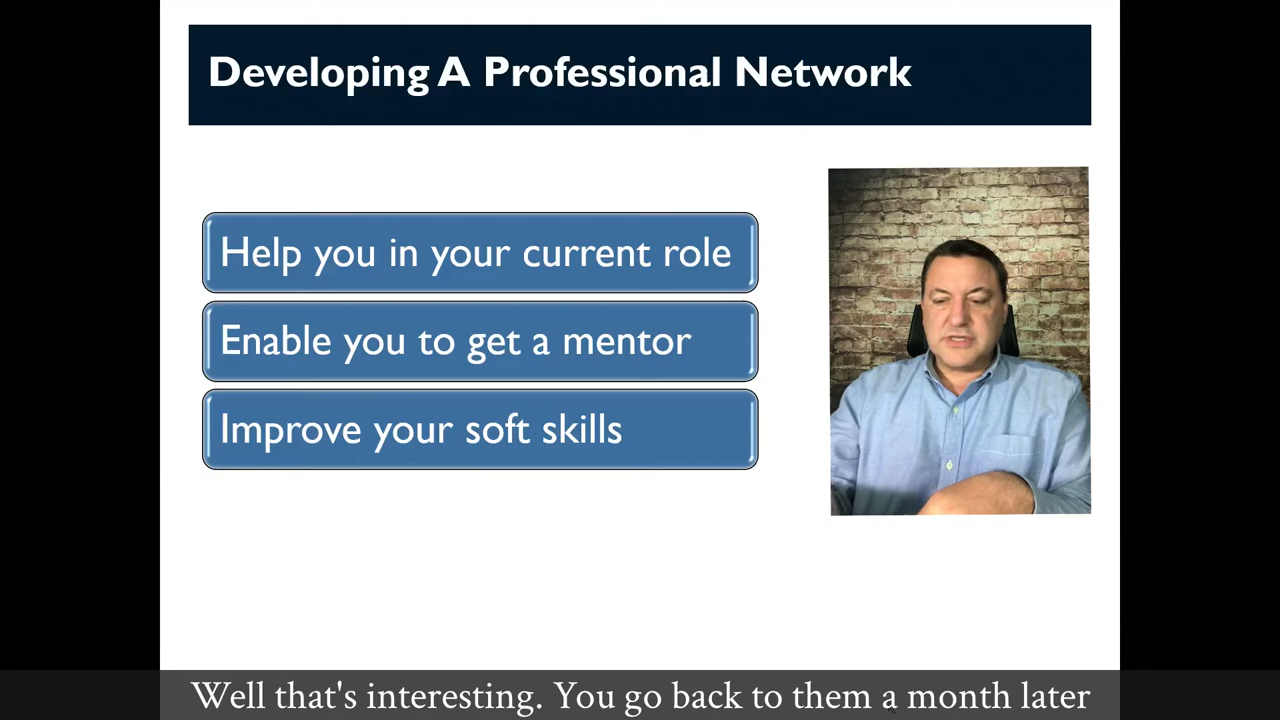 Developing A Professional Network
Help you in your current role
Enable you to get a mentor
Improve your soft skills
Well that's interesting. You go back to them a month later